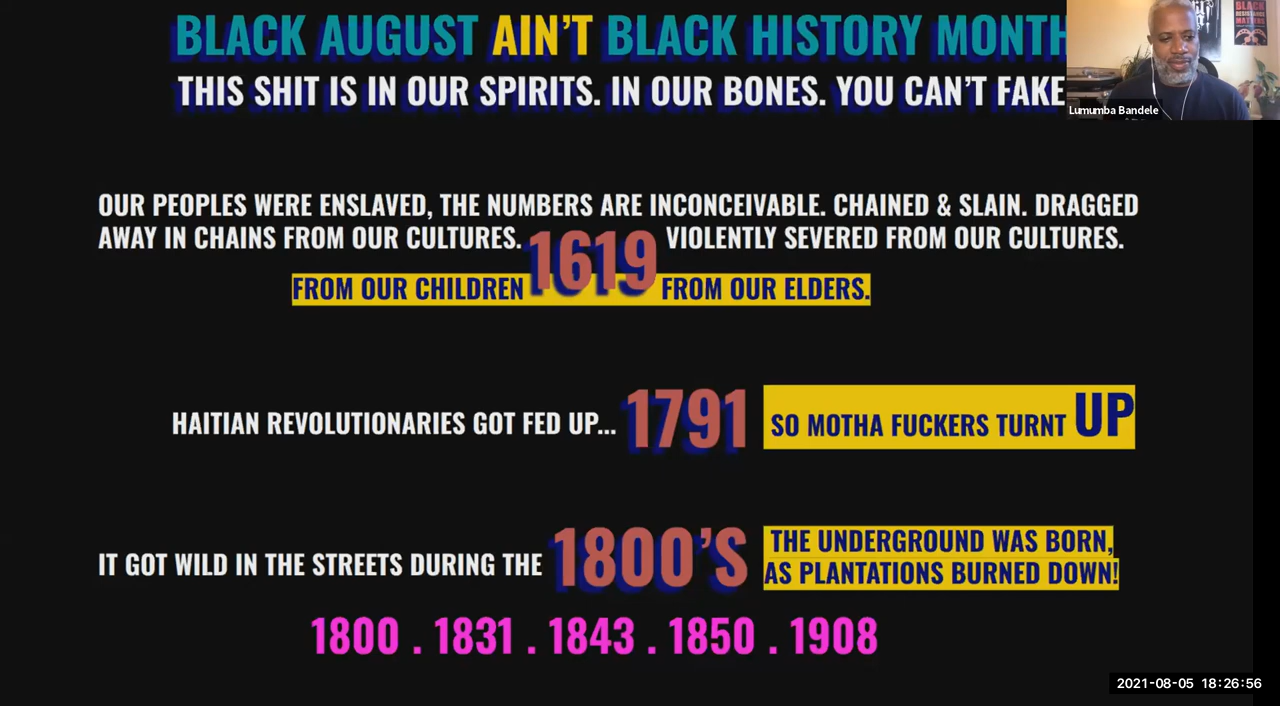 BLACK AUGUST AIN'T BLACK HISTORY MONTH
THIS SHIT IS IN OUR SPIRITS. IN OUR BONES. YOU CAN'T FAKE
BLACK
RESISTANCE
MATTERS
Lumumba Bandele
OUR PEOPLES WERE ENSLAVED, THE NUMBERS ARE INCONCEIVABLE. CHAINED & SLAIN. DRAGGED
AWAY IN CHAINS FROM OUR CULTURES. 1619 VIOLENTLY SEVERED FROM OUR CULTURES.
FROM OUR CHILDREN FROM OUR ELDERS.
HAITIAN REVOLUTIONARIES GOT FED UP... 1791 SO MOTHA FUCKERS TURNT UP
IT GOT WILD IN THE STREETS DURING THE 1800'S THE UNDERGROUND WAS BORN,
AS PLANTATIONS BURNED DOWN!
1800 . 1831 . 1843 . 1850 . 1908
2021-08-05 18:26:56